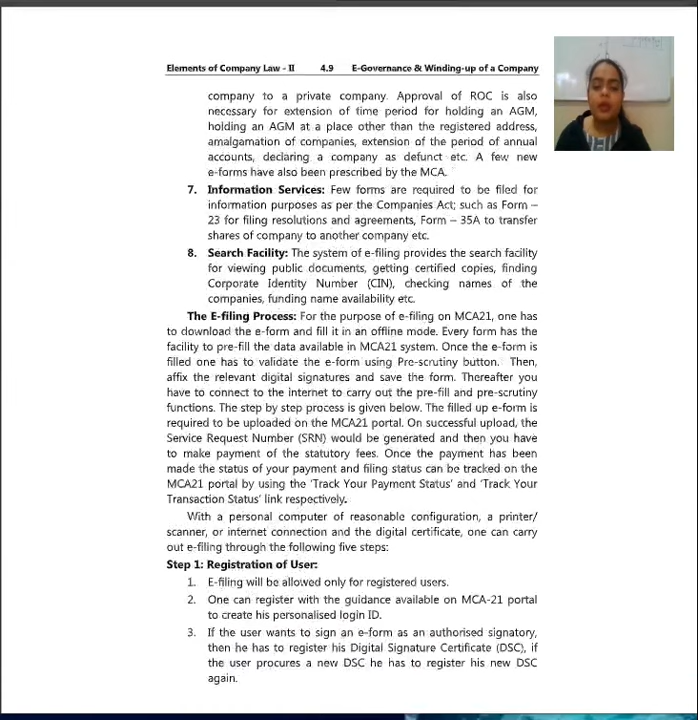 Elements of Company Law - II 4.9 E-Governance & Winding-up of a Company
company to a private company. Approval of ROC is also
necessary for extension of time period for holding an AGM,
holding an AGM at a place other than the registered address,
amalgamation of companies, extension of the period of annual
accounts, declaring a company as defunct etc. A few new
e-forms have also been prescribed by the MCA.
7. Information Services: Few forms are required to be filed for
information purposes as per the Companies Act; such as Form –
23 for filing resolutions and agreements, Form – 35A to transfer
shares of company to another company etc.
8. Search Facility: The system of e-filing provides the search facility
for viewing public documents, getting certified copies, finding
Corporate Identity Number (CIN), checking names of the
companies, funding name availability etc.
The E-filing Process: For the purpose of e-filing on MCA21, one has
to download the e-form and fill it in an offline mode. Every form has the
facility to pre-fill the data available in MCA21 system. Once the e-form is
filled one has to validate the e-form using Pre-scrutiny button. Then,
affix the relevant digital signatures and save the form. Thereafter you
have to connect to the internet to carry out the pre-fill and pre-scrutiny
functions. The step by step process is given below. The filled up e-form is
required to be uploaded on the MCA21 portal. On successful upload, the
Service Request Number (SRN) would be generated and then you have
to make payment of the statutory fees. Once the payment has been
made the status of your payment and filing status can be tracked on the
MCA21 portal by using the 'Track Your Payment Status' and 'Track Your
Transaction Status' link respectively.
With a personal computer of reasonable configuration, a printer/
scanner, or internet connection and the digital certificate, one can carry
out e-filing through the following five steps:
Step 1: Registration of User:
1. E-filing will be allowed only for registered users.
2. One can register with the guidance available on MCA-21 portal
to create his personalised login ID.
3. If the user wants to sign an e-form as an authorised signatory,
then he has to register his Digital Signature Certificate (DSC), if
the user procures a new DSC he has to register his new DSC
again.